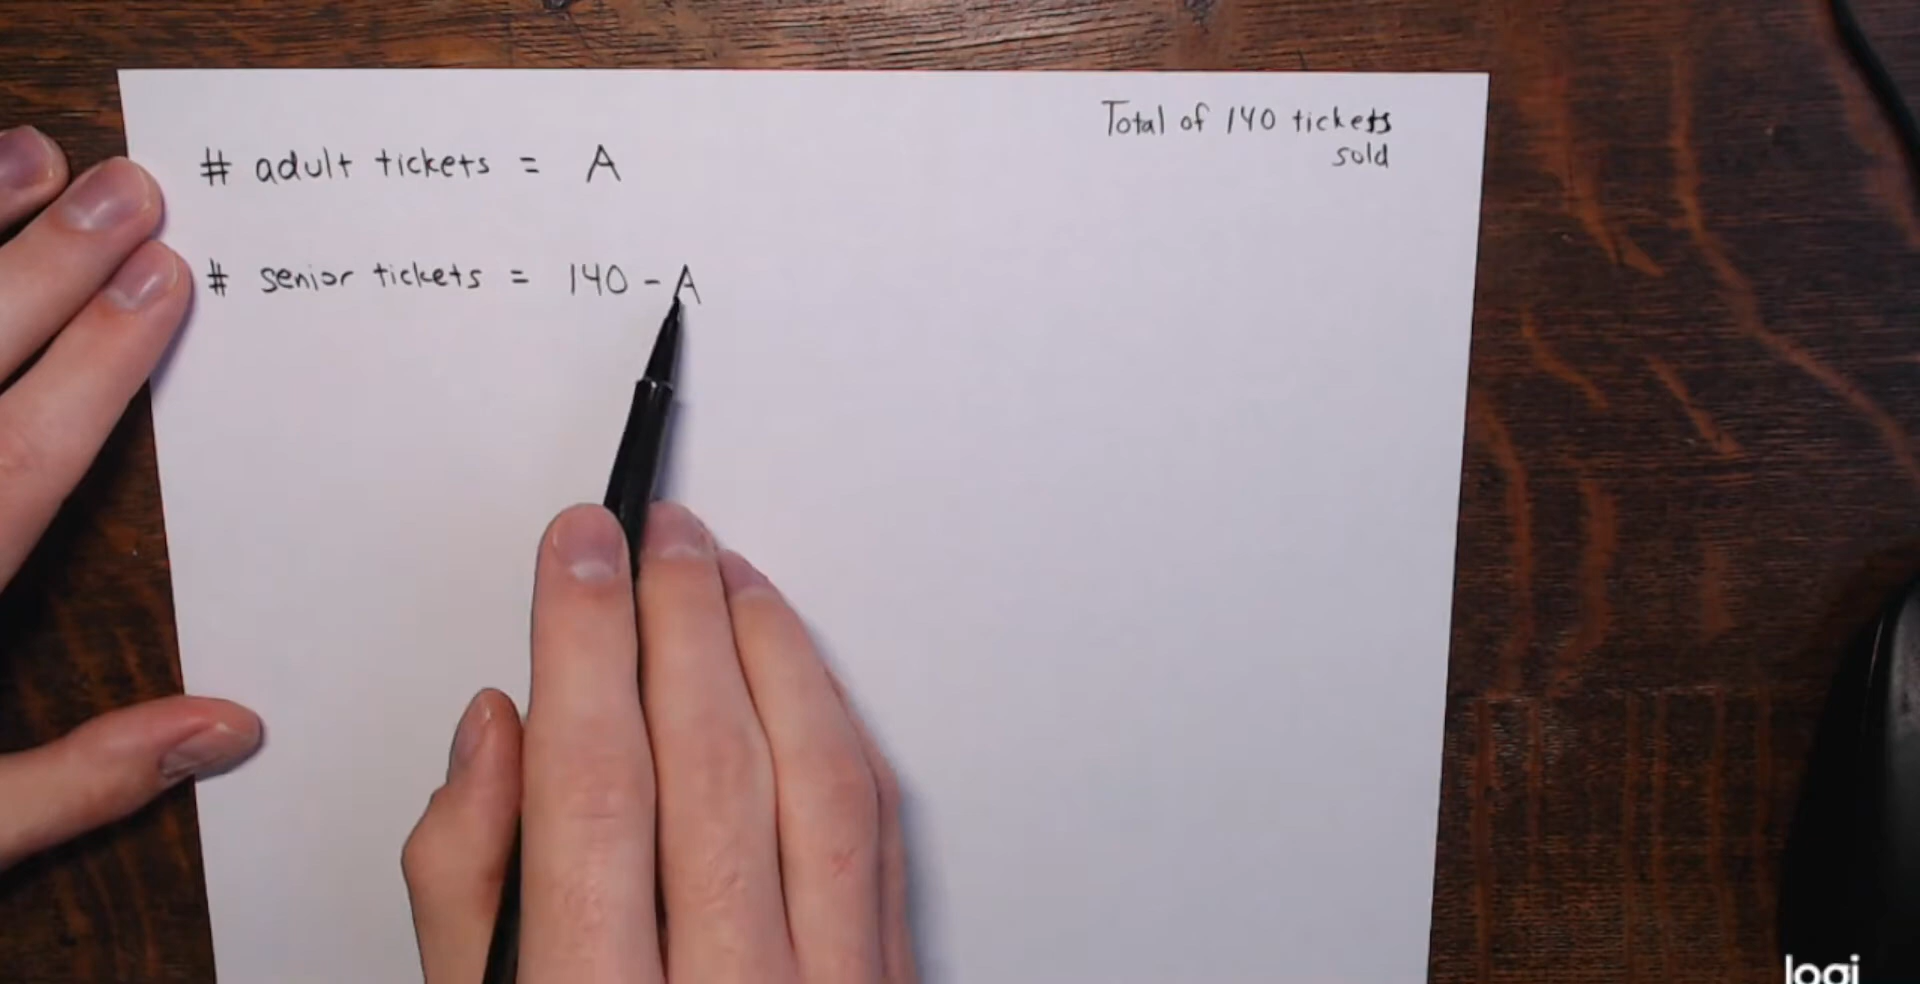 Total of 140 tickets
sold
# adult tickets = A
# senior tickets = 140 - A
logi